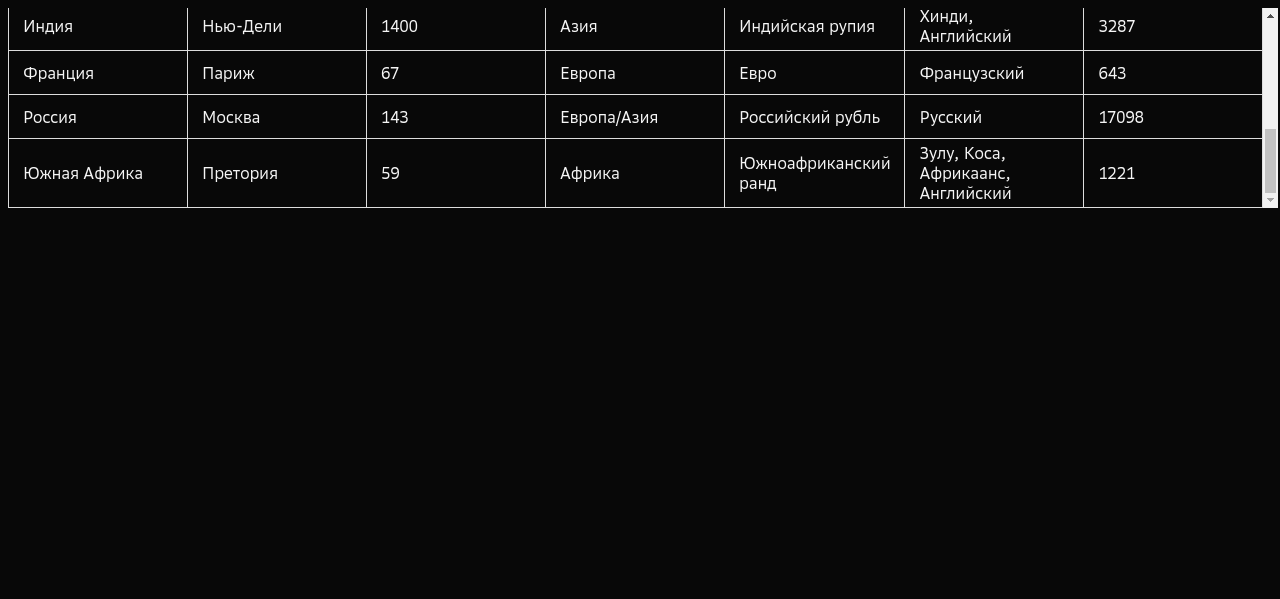 Индия Нью-Дели 1400 Азия Индийская рупия Хинди, Английский 3287
Франция Париж 67 Европа Евро Французский 643
Россия Москва 143 Европа/Азия Российский рубль Русский 17098
Южная Африка Претория 59 Африка Южноафриканский ранд Зулу, Коса, Африкаанс, Английский 1221